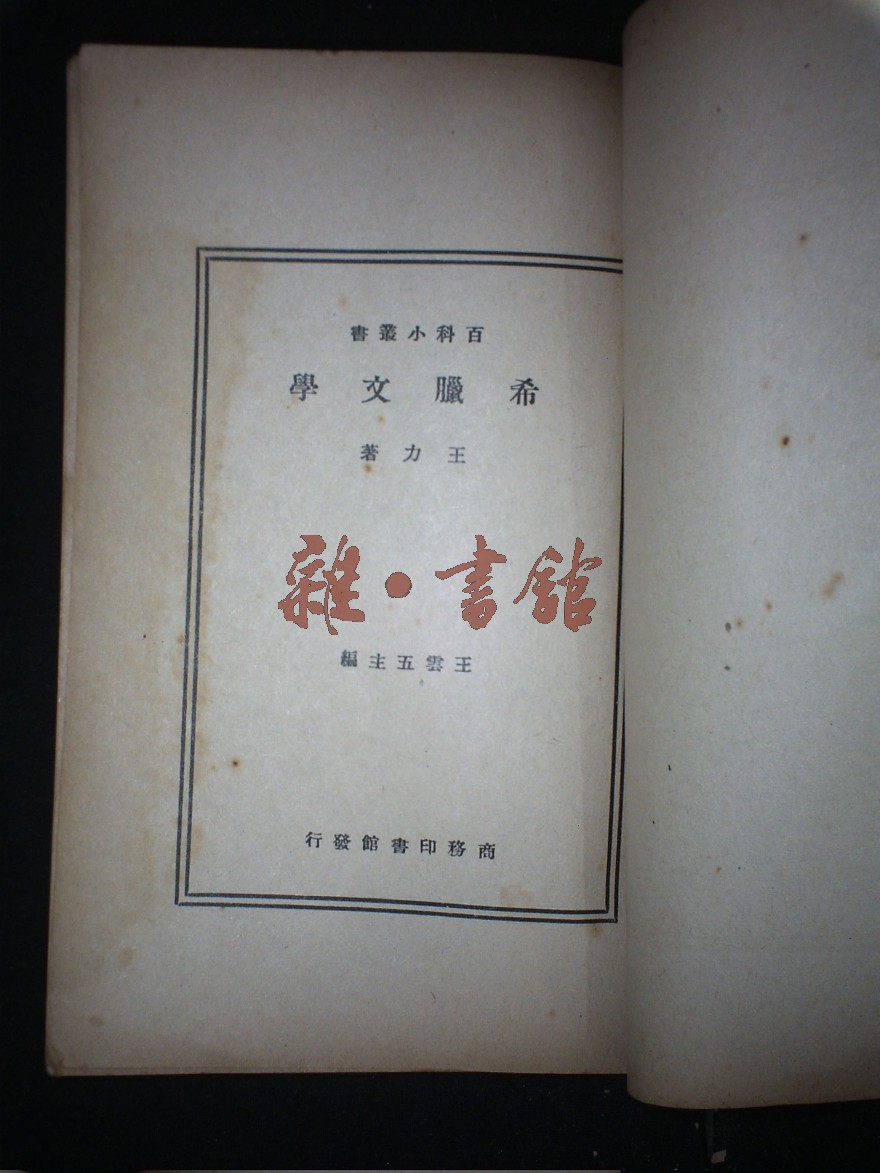 百科小叢書
希臘文學
王力著
雜·書館
王雲五主編
商務印書館發行